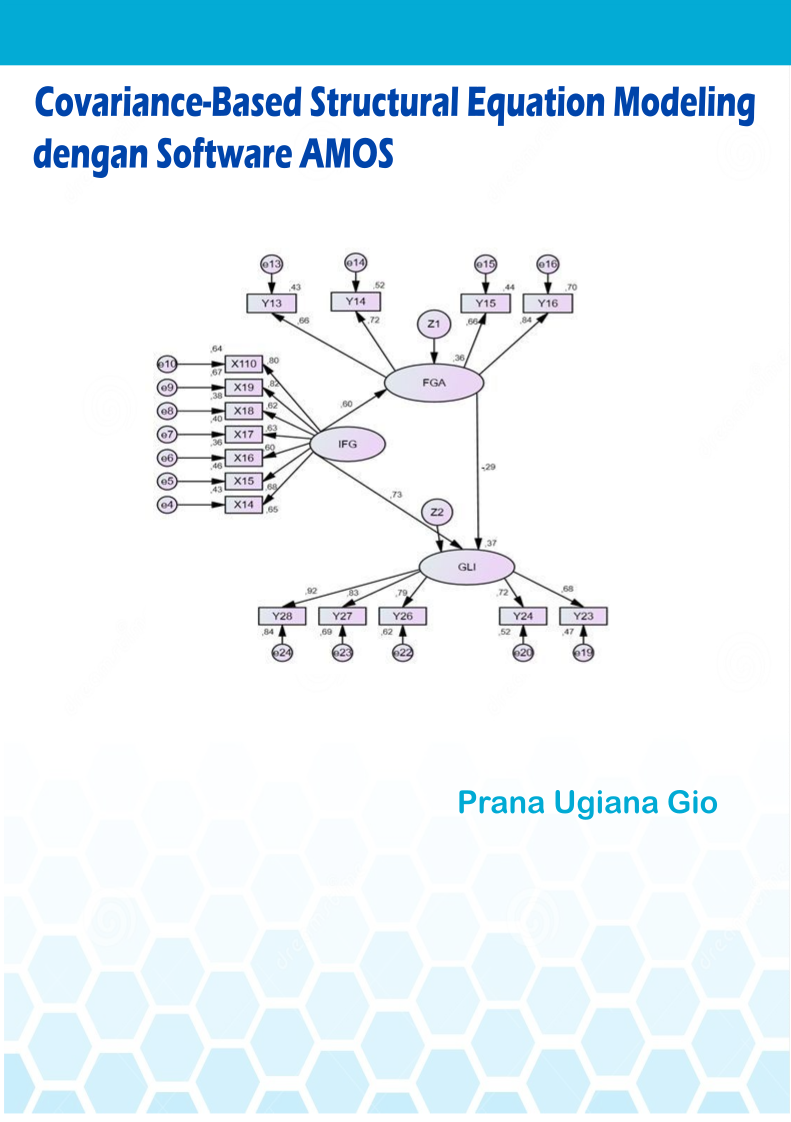 Covariance-Based Structural Equation Modeling
dengan Software AMOS
e13 e14 e15 e16
,43 ,52 ,44 ,70
Y13 Y14 Y15 Y16
,66 ,72 ,66 ,84
Z1
,36
FGA
,64
e10 X110 ,80
,67
e9 X19 ,82
,38
e8 X18 ,62
,40
e7 X17 ,63
,36
e6 X16 ,60
,46
e5 X15 ,68
,43
e4 X14 ,65
,60
IFG
-,29
,73
Z2
,37
GLI
,92 ,83 ,79 ,72 ,68
Y28 Y27 Y26 Y24 Y23
,84 ,69 ,62 ,52 ,47
e24 e23 e22 e20 e19
Prana Ugiana Gio